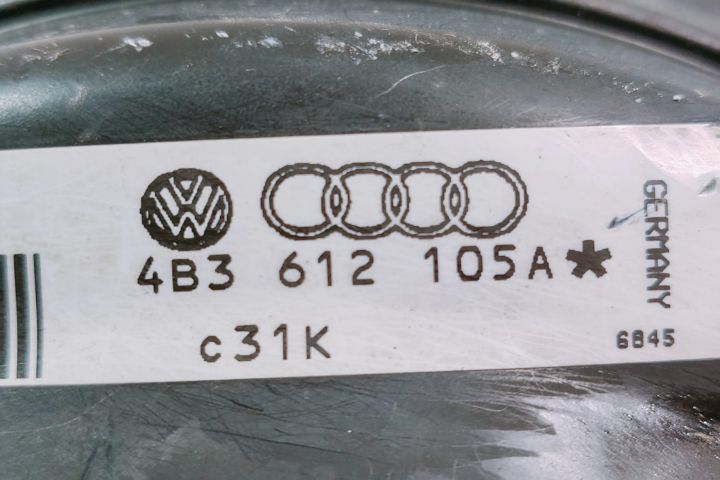 4B3 612 105A*
c31K
GERMANY
6845